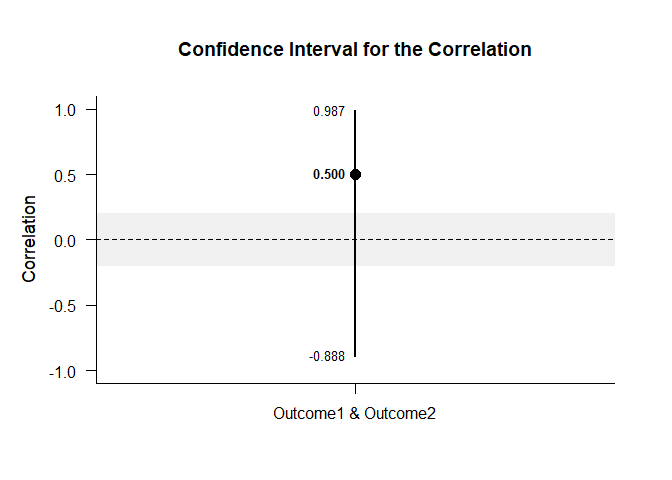 Confidence Interval for the Correlation
Correlation
1.0
0.5
0.0
-0.5
-1.0
0.987
0.500
-0.888
Outcome1 & Outcome2